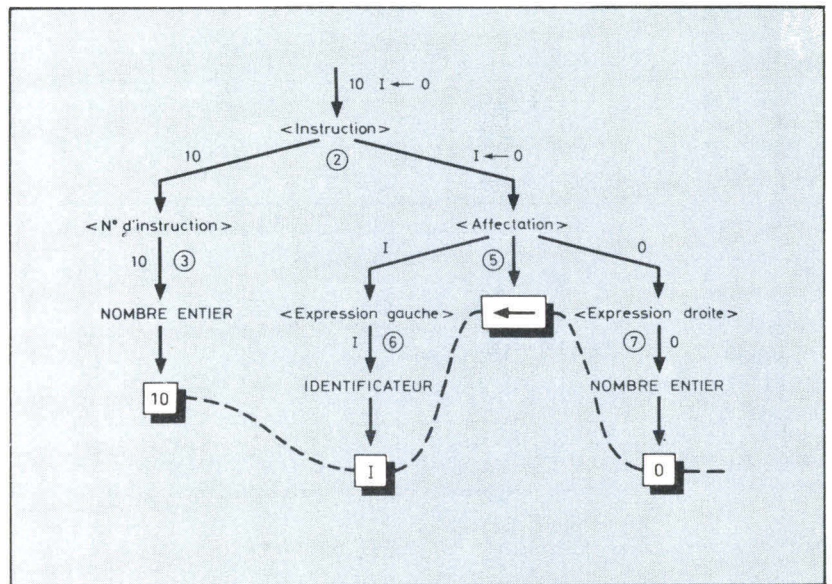 10 I ← 0
<Instruction>
10 ② I ← 0
<N° d'instruction> <Affectation>
10 ③ I ⑤ 0
NOMBRE ENTIER <Expression gauche> ← <Expression droite>
I ⑥ ⑦ 0
10 IDENTIFICATEUR NOMBRE ENTIER
I 0